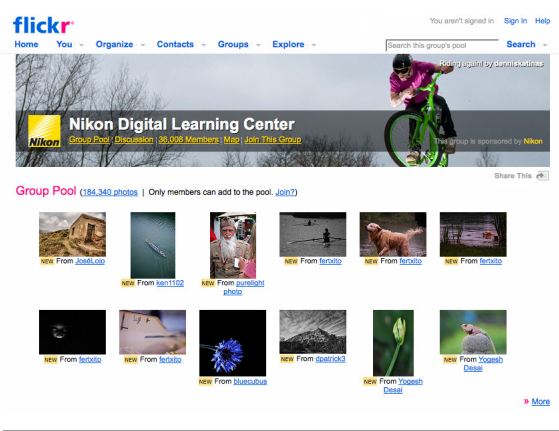 flickr
You aren't signed in Sign In Help
Home You Organize Contacts Groups Explore
Search this group's pool
Search
Riding again! by dermiskatinas
Nikon
Nikon Digital Learning Center
Group Pool | Discussion | 36,008 Members | Map | Join This Group
This group is sponsored by Nikon
Share This
Group Pool (184,340 photos) | Only members can add to the pool. Join?)
NEW From JoséLojo
NEW From ken1102
NEW From purelight
photo
NEW From fertxito
NEW From fertxito
NEW From fertxito
NEW From fertxito
NEW From fertxito
NEW From bluecubus
NEW From dpatrick3
NEW From Yogesh
Desai
NEW From Yogesh
Desai
» More